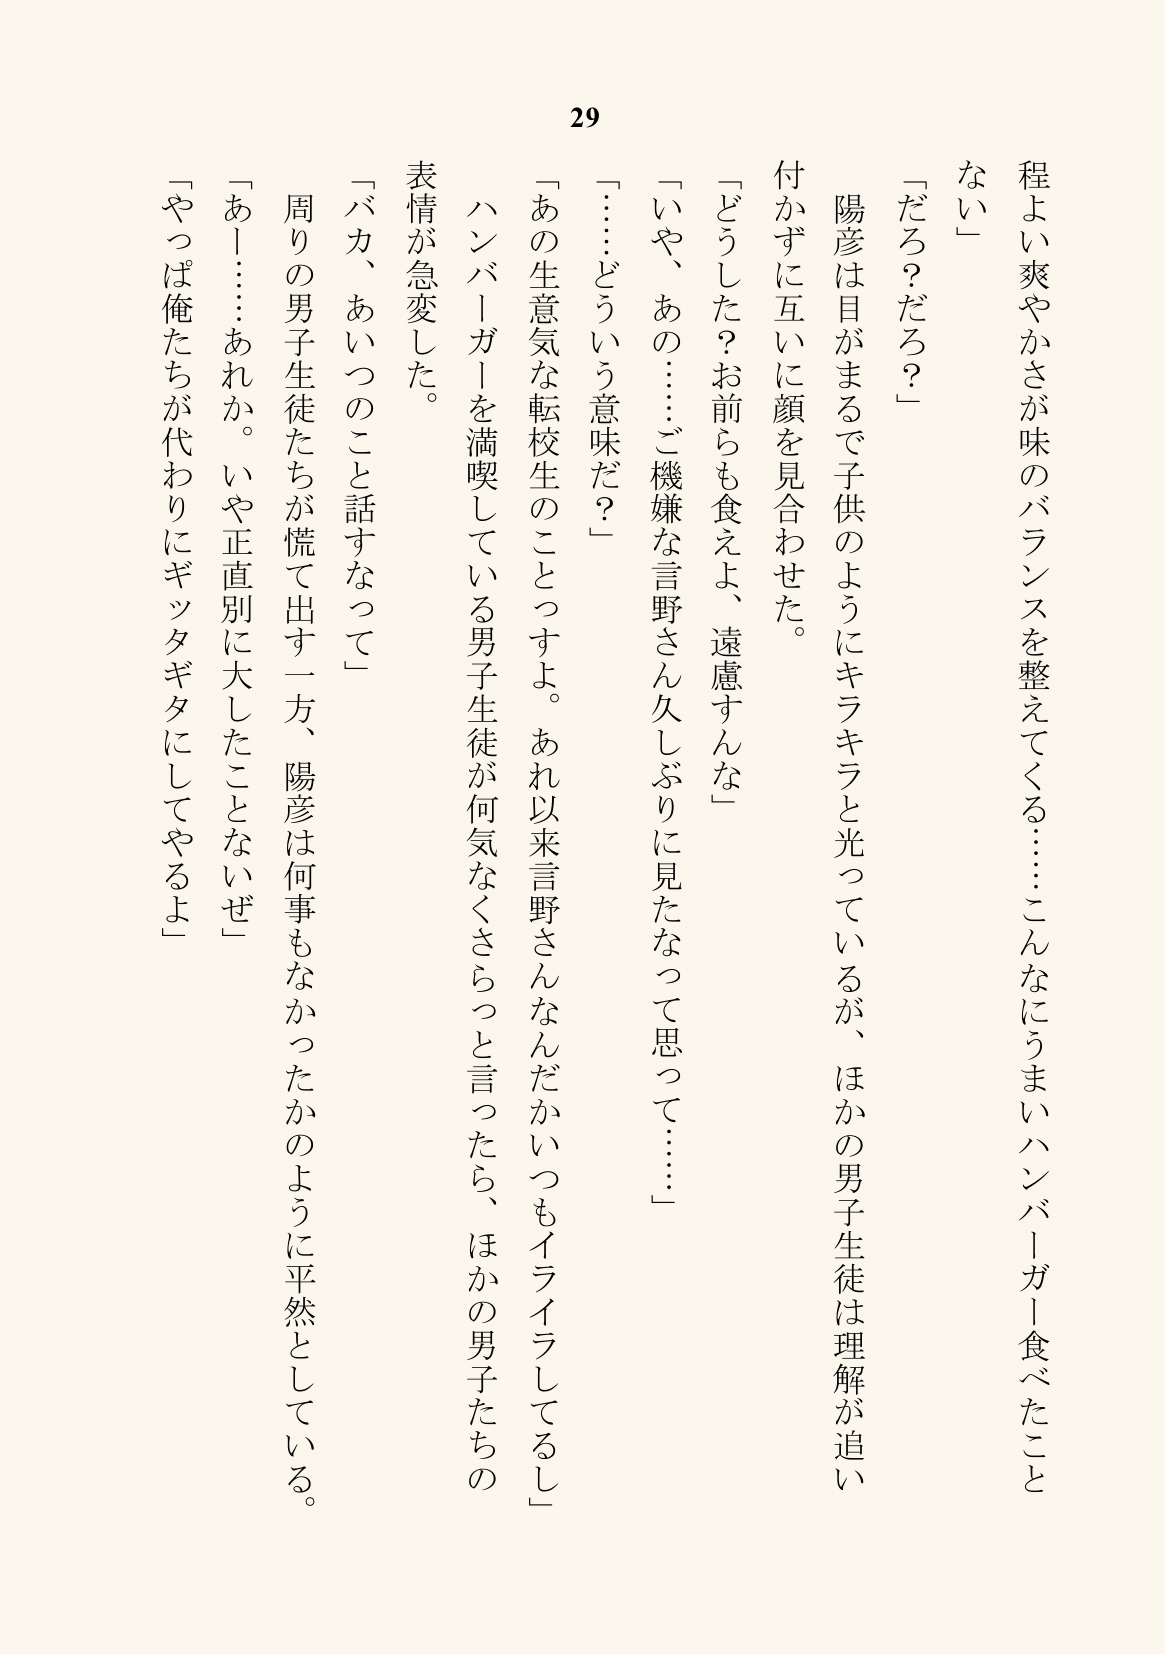 29
程よい爽やかさが味のバランスを整えてくる……こんなにうまいハンバーガー食べたこと
ない」
「だろ？だろ？」
　陽彦は目がまるで子供のようにキラキラと光っているが、ほかの男子生徒は理解が追い
付かずに互いに顔を見合わせた。
「どうした？お前らも食えよ、遠慮すんな」
「いや、あの……ご機嫌な言野さん久しぶりに見たなって思って……」
「……どういう意味だ？」
「あの生意気な転校生のことっすよ。あれ以来言野さんなんだかいつもイライラしてるし」
　ハンバーガーを満喫している男子生徒が何気なくさらっと言ったら、ほかの男子たちの
表情が急変した。
「バカ、あいつのこと話すなって」
　周りの男子生徒たちが慌て出す一方、陽彦は何事もなかったかのように平然としている。
「あー……あれか。いや正直別に大したことないぜ」
「やっぱ俺たちが代わりにギッタギタにしてやるよ」